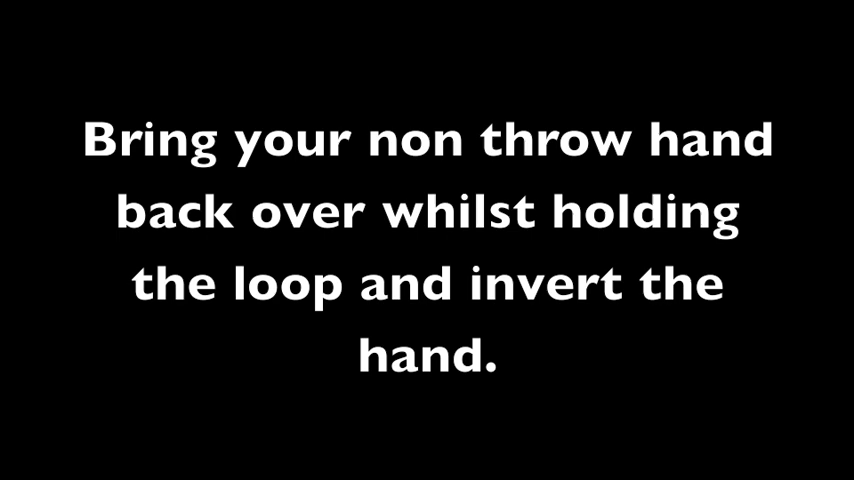 Bring your non throw hand
back over whilst holding
the loop and invert the
hand.